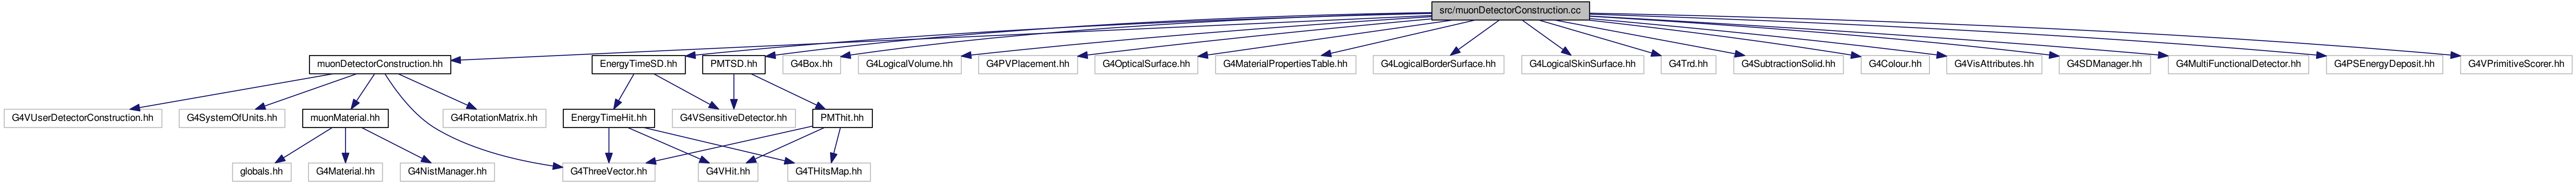 src/muonDetectorConstruction.cc
muonDetectorConstruction.hh
EnergyTimeSD.hh
PMTSD.hh
G4Box.hh
G4LogicalVolume.hh
G4PVPlacement.hh
G4OpticalSurface.hh
G4MaterialPropertiesTable.hh
G4LogicalBorderSurface.hh
G4LogicalSkinSurface.hh
G4Trd.hh
G4SubtractionSolid.hh
G4Colour.hh
G4VisAttributes.hh
G4SDManager.hh
G4MultiFunctionalDetector.hh
G4PSEnergyDeposit.hh
G4VPrimitiveScorer.hh
G4VUserDetectorConstruction.hh
G4SystemOfUnits.hh
muonMaterial.hh
G4RotationMatrix.hh
EnergyTimeHit.hh
G4VSensitiveDetector.hh
PMThit.hh
globals.hh
G4Material.hh
G4NistManager.hh
G4ThreeVector.hh
G4VHit.hh
G4THitsMap.hh